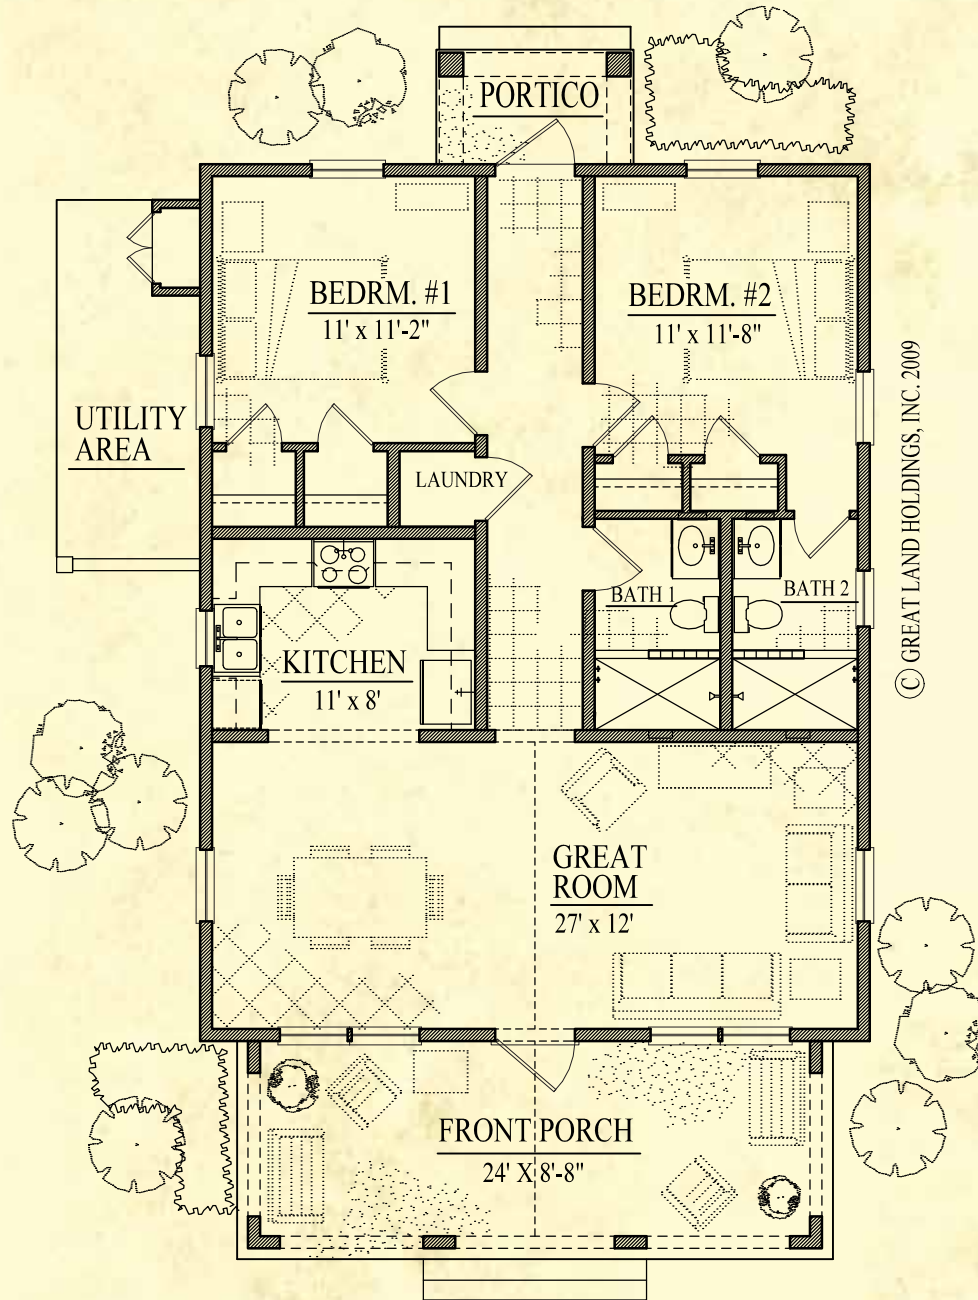 PORTICO
BEDRM. #1
11' x 11'-2"
BEDRM. #2
11' x 11'-8"
UTILITY
AREA
LAUNDRY
BATH 1
BATH 2
KITCHEN
11' x 8'
GREAT
ROOM
27' x 12'
FRONT PORCH
24' X 8'-8"
© GREAT LAND HOLDINGS, INC. 2009